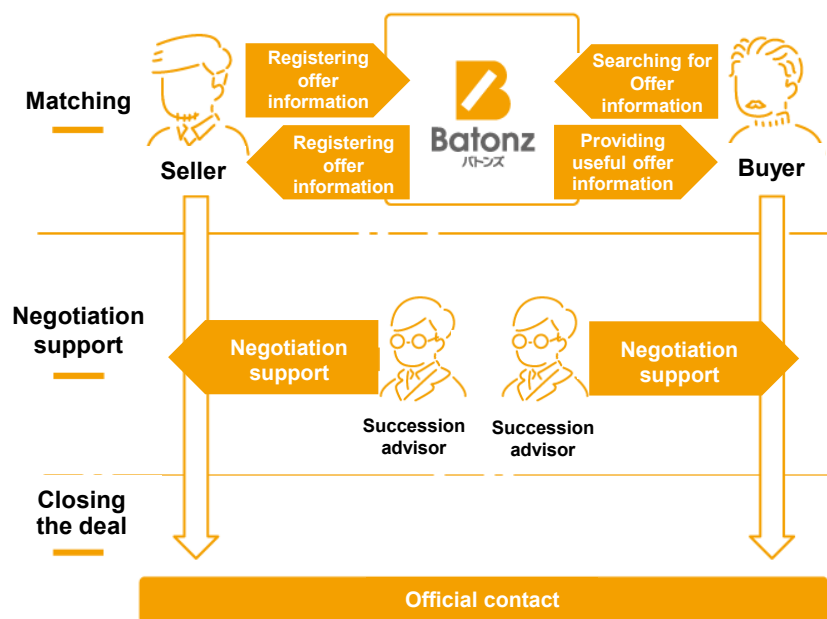 Matching
Registering
offer
information
Searching for
Offer
information
Batonz
バトンズ
Registering
offer
information
Providing
useful offer
information
Seller
Buyer
Negotiation
support
Negotiation
support
Negotiation
support
Succession
advisor
Succession
advisor
Closing
the deal
Official contact